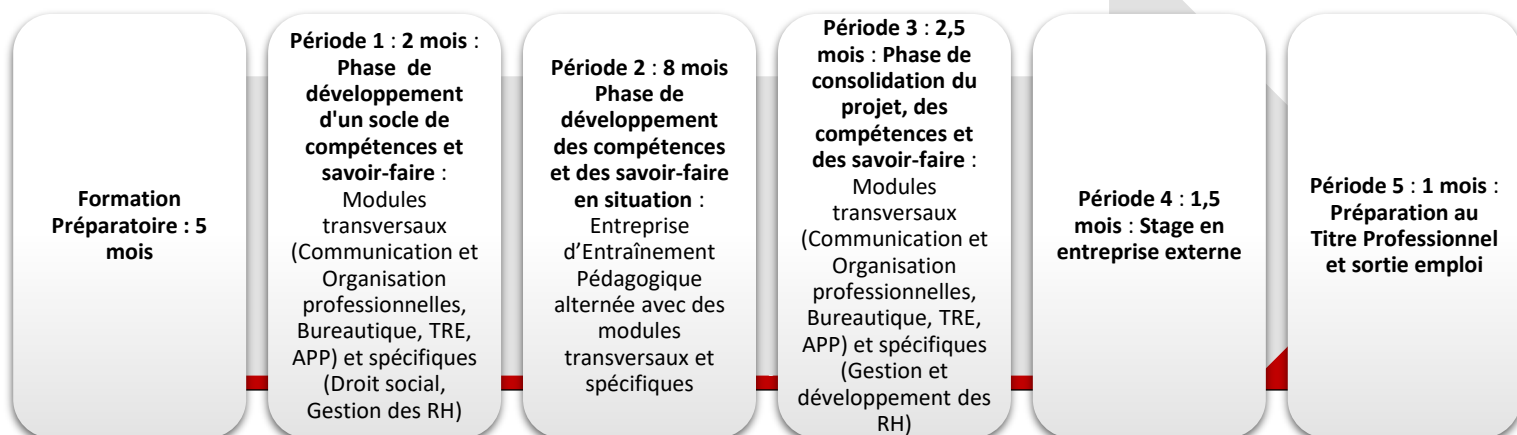 Formation
Préparatoire : 5
mois
Période 1 : 2 mois :
Phase de
développement
d'un socle de
compétences et
savoir-faire :
Modules
transversaux
(Communication et
Organisation
professionnelles,
Bureautique, TRE,
APP) et spécifiques
(Droit social,
Gestion des RH)
Période 2 : 8 mois
Phase de
développement
des compétences
et des savoir-faire
en situation :
Entreprise
d’Entraînement
Pédagogique
alternée avec des
modules
transversaux et
spécifiques
Période 3 : 2,5
mois : Phase de
consolidation du
projet, des
compétences et
des savoir-faire :
Modules
transversaux
(Communication et
Organisation
professionnelles,
Bureautique, TRE,
APP) et spécifiques
(Gestion et
développement des
RH)
Période 4 : 1,5
mois : Stage en
entreprise externe
Période 5 : 1 mois :
Préparation au
Titre Professionnel
et sortie emploi